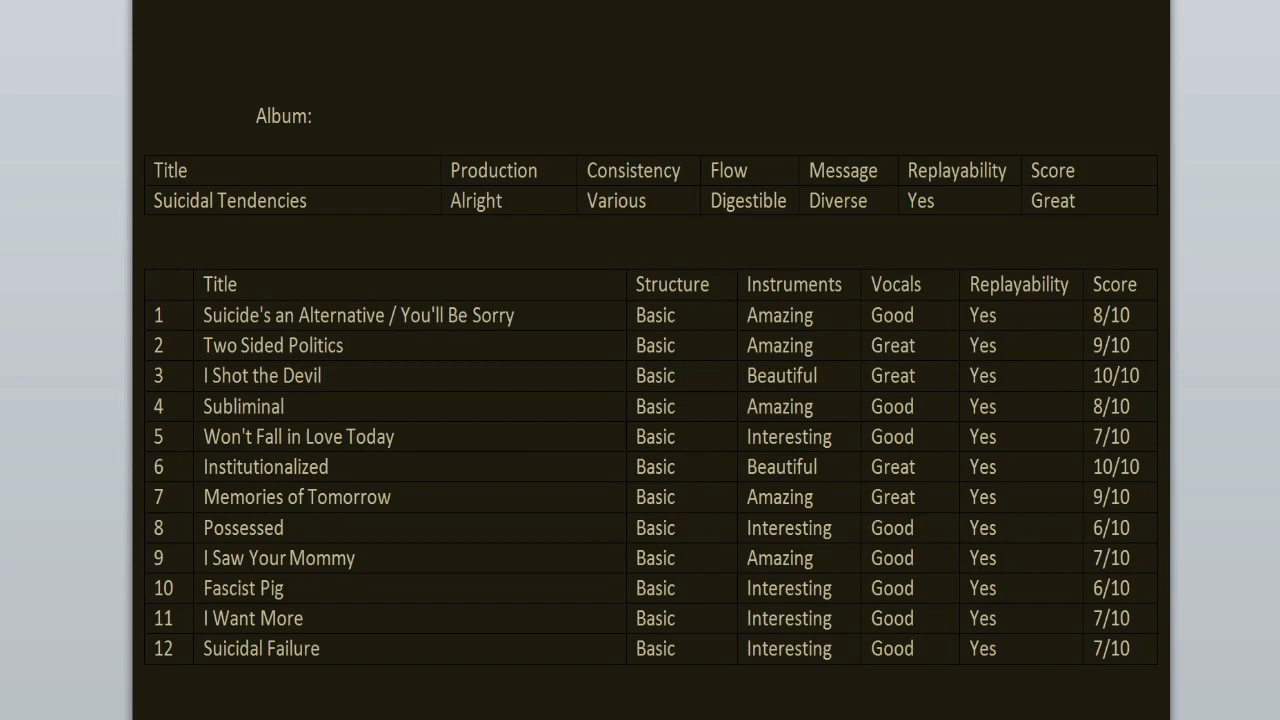 Album:
Title Production Consistency Flow Message Replayability Score
Suicidal Tendencies Alright Various Digestible Diverse Yes Great
Title Structure Instruments Vocals Replayability Score
1 Suicide's an Alternative / You'll Be Sorry Basic Amazing Good Yes 8/10
2 Two Sided Politics Basic Amazing Great Yes 9/10
3 I Shot the Devil Basic Beautiful Great Yes 10/10
4 Subliminal Basic Amazing Good Yes 8/10
5 Won't Fall in Love Today Basic Interesting Good Yes 7/10
6 Institutionalized Basic Beautiful Great Yes 10/10
7 Memories of Tomorrow Basic Amazing Great Yes 9/10
8 Possessed Basic Interesting Good Yes 6/10
9 I Saw Your Mommy Basic Amazing Good Yes 7/10
10 Fascist Pig Basic Interesting Good Yes 6/10
11 I Want More Basic Interesting Good Yes 7/10
12 Suicidal Failure Basic Interesting Good Yes 7/10